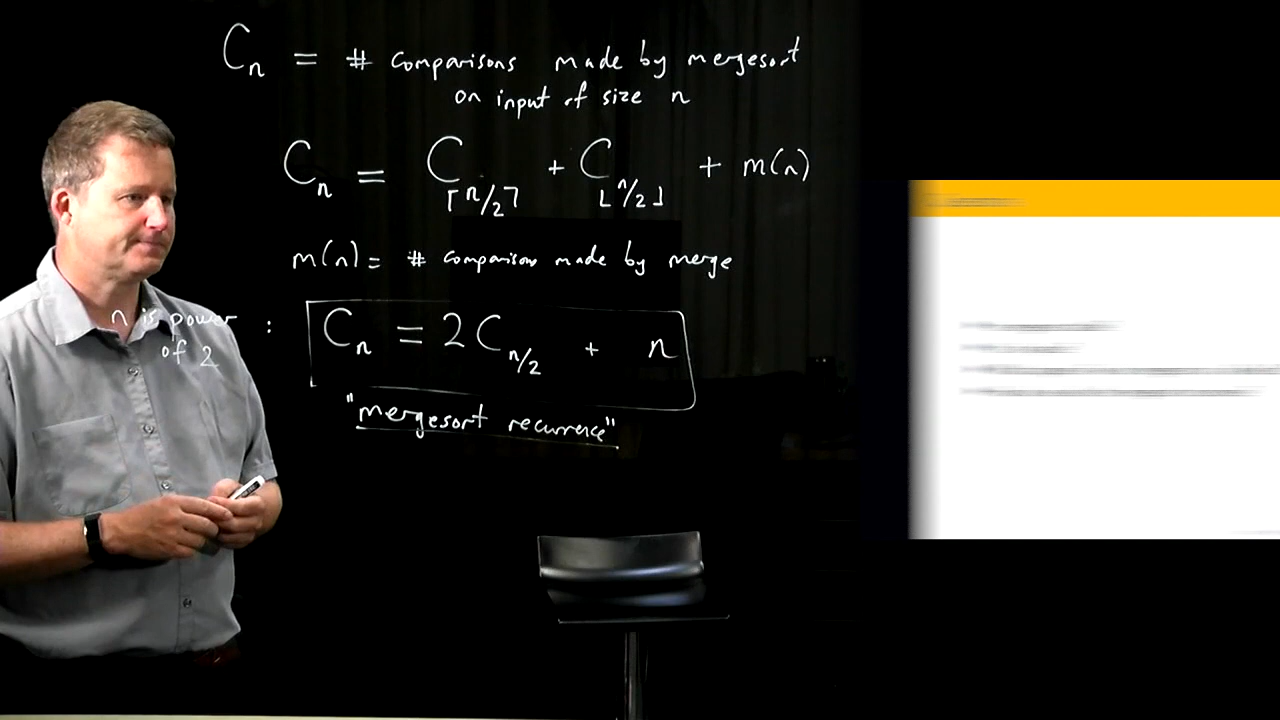 Cₙ = # comparisons made by mergesort
on input of size n
Cₙ = C⌈n/2⌉ + C⌊n/2⌋ + m(n)
m(n) = # comparisons made by merge
n is power of 2 : Cₙ = 2C_{n/2} + n
"mergesort recurrence"